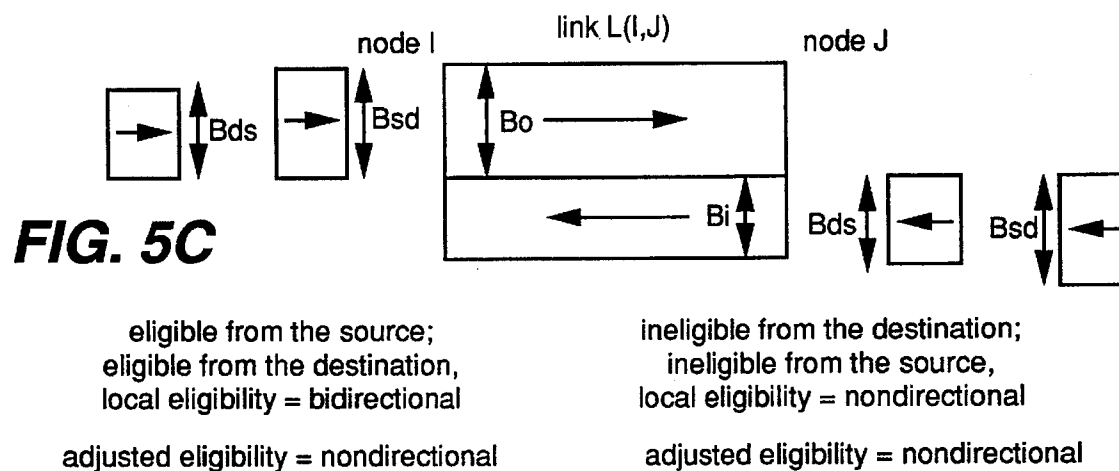 link L(I,J)
node I
node J
Bds
Bsd
Bo
Bi
Bds
Bsd
FIG. 5C
eligible from the source;
eligible from the destination,
local eligibility = bidirectional
adjusted eligibility = nondirectional
ineligible from the destination;
ineligible from the source,
local eligibility = nondirectional
adjusted eligibility = nondirectional